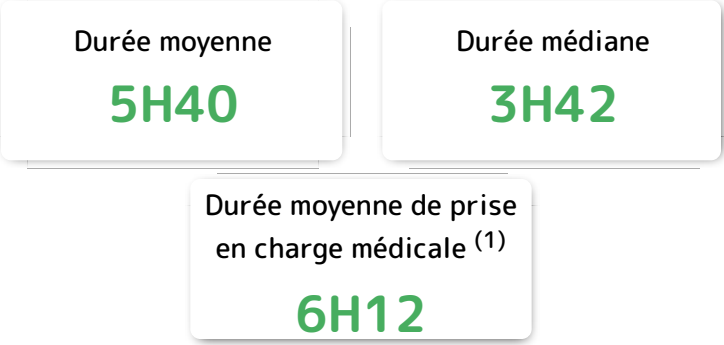 Durée moyenne
5H40
Durée médiane
3H42
Durée moyenne de prise
en charge médicale (1)
6H12